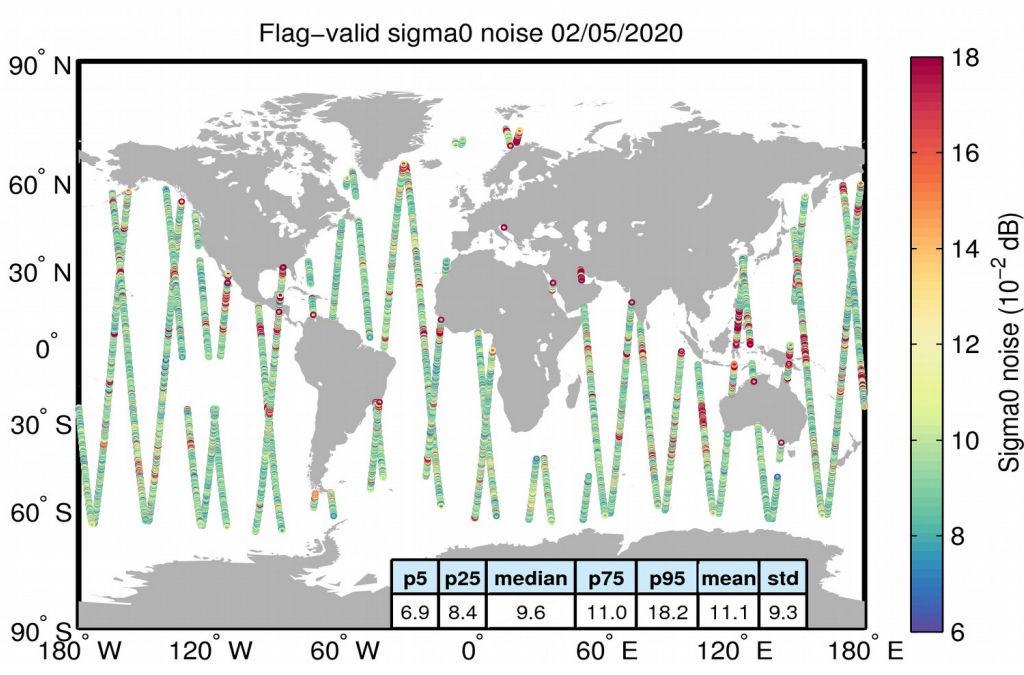 Flag−valid sigma0 noise 02/05/2020
90° N
60° N
30° N
0°
30° S
60° S
90° S
180° W
120° W
60° W
0°
60° E
120° E
180° E
p5 p25 median p75 p95 mean std
6.9 8.4 9.6 11.0 18.2 11.1 9.3
18
16
14
12
10
8
6
Sigma0 noise (10⁻² dB)